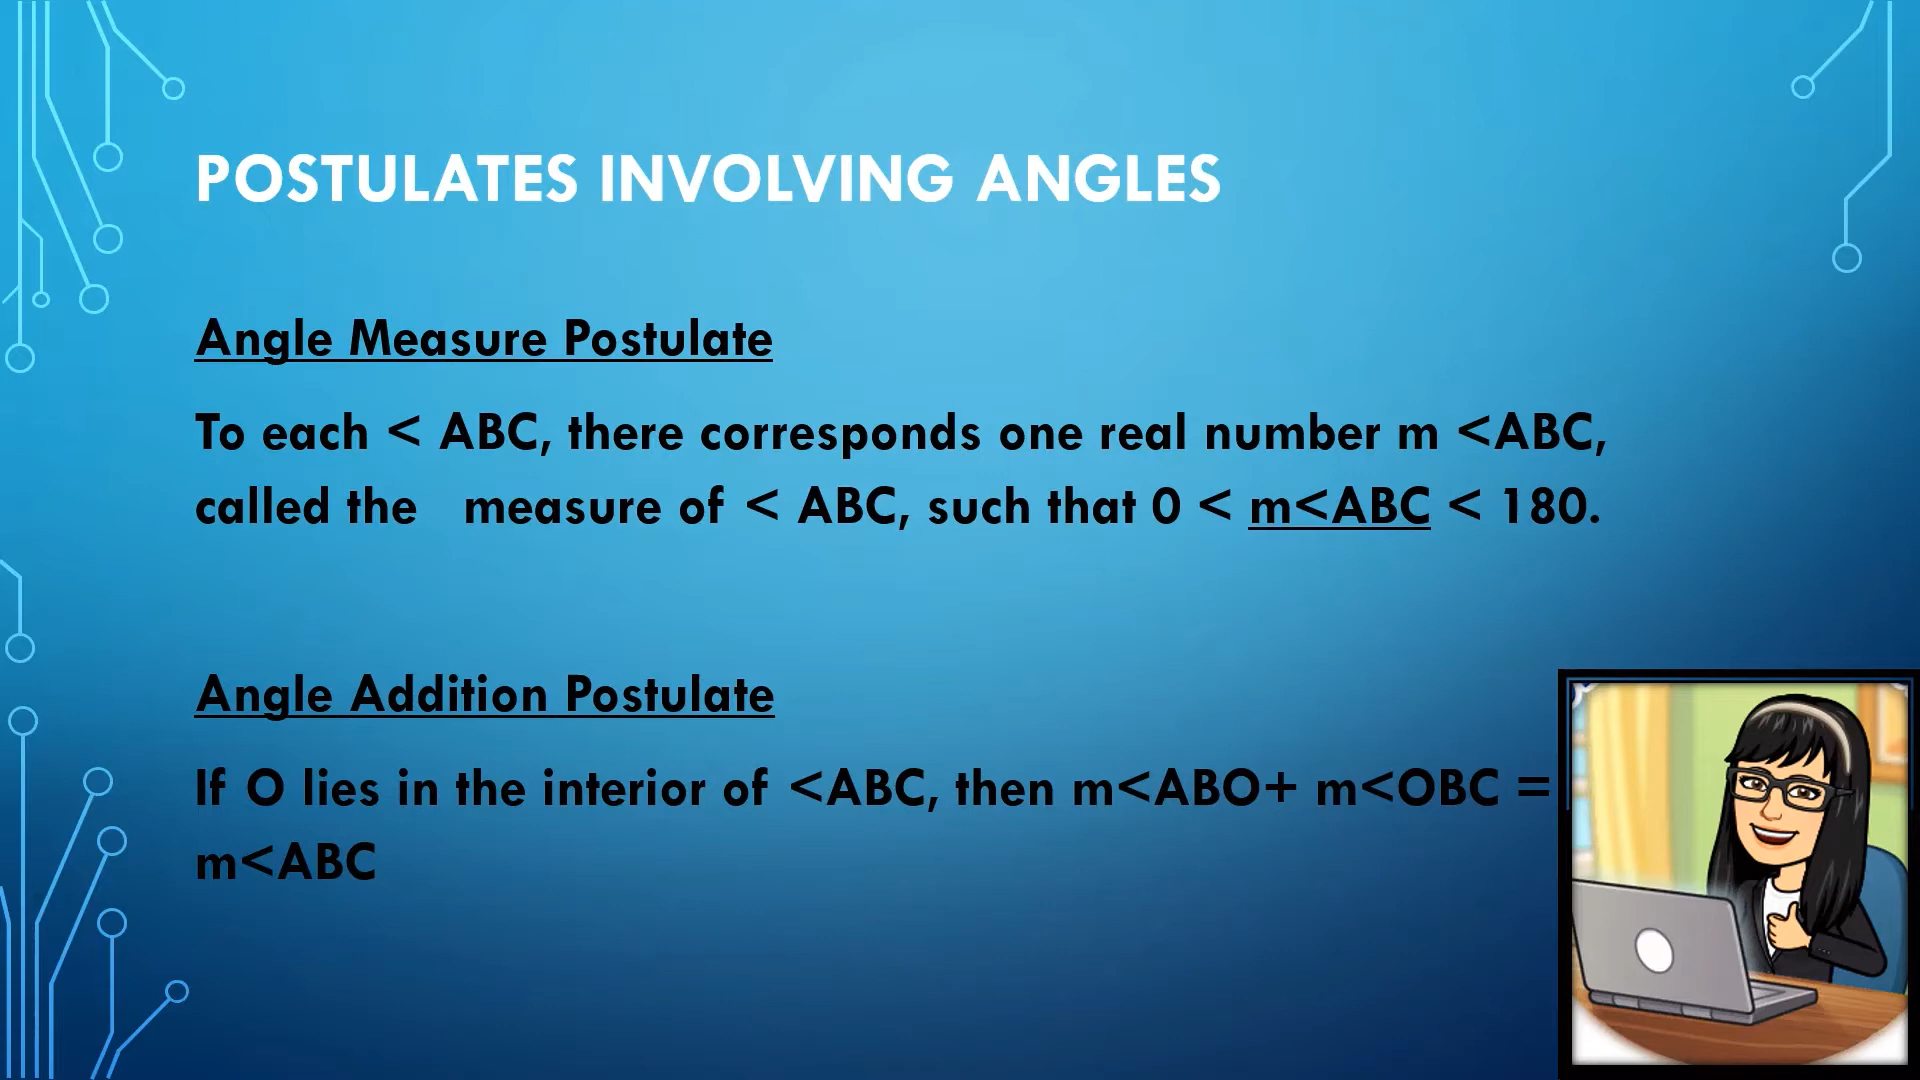 POSTULATES INVOLVING ANGLES
Angle Measure Postulate
To each < ABC, there corresponds one real number m <ABC,
called the measure of < ABC, such that 0 < m<ABC < 180.
Angle Addition Postulate
If O lies in the interior of <ABC, then m<ABO+ m<OBC =
m<ABC